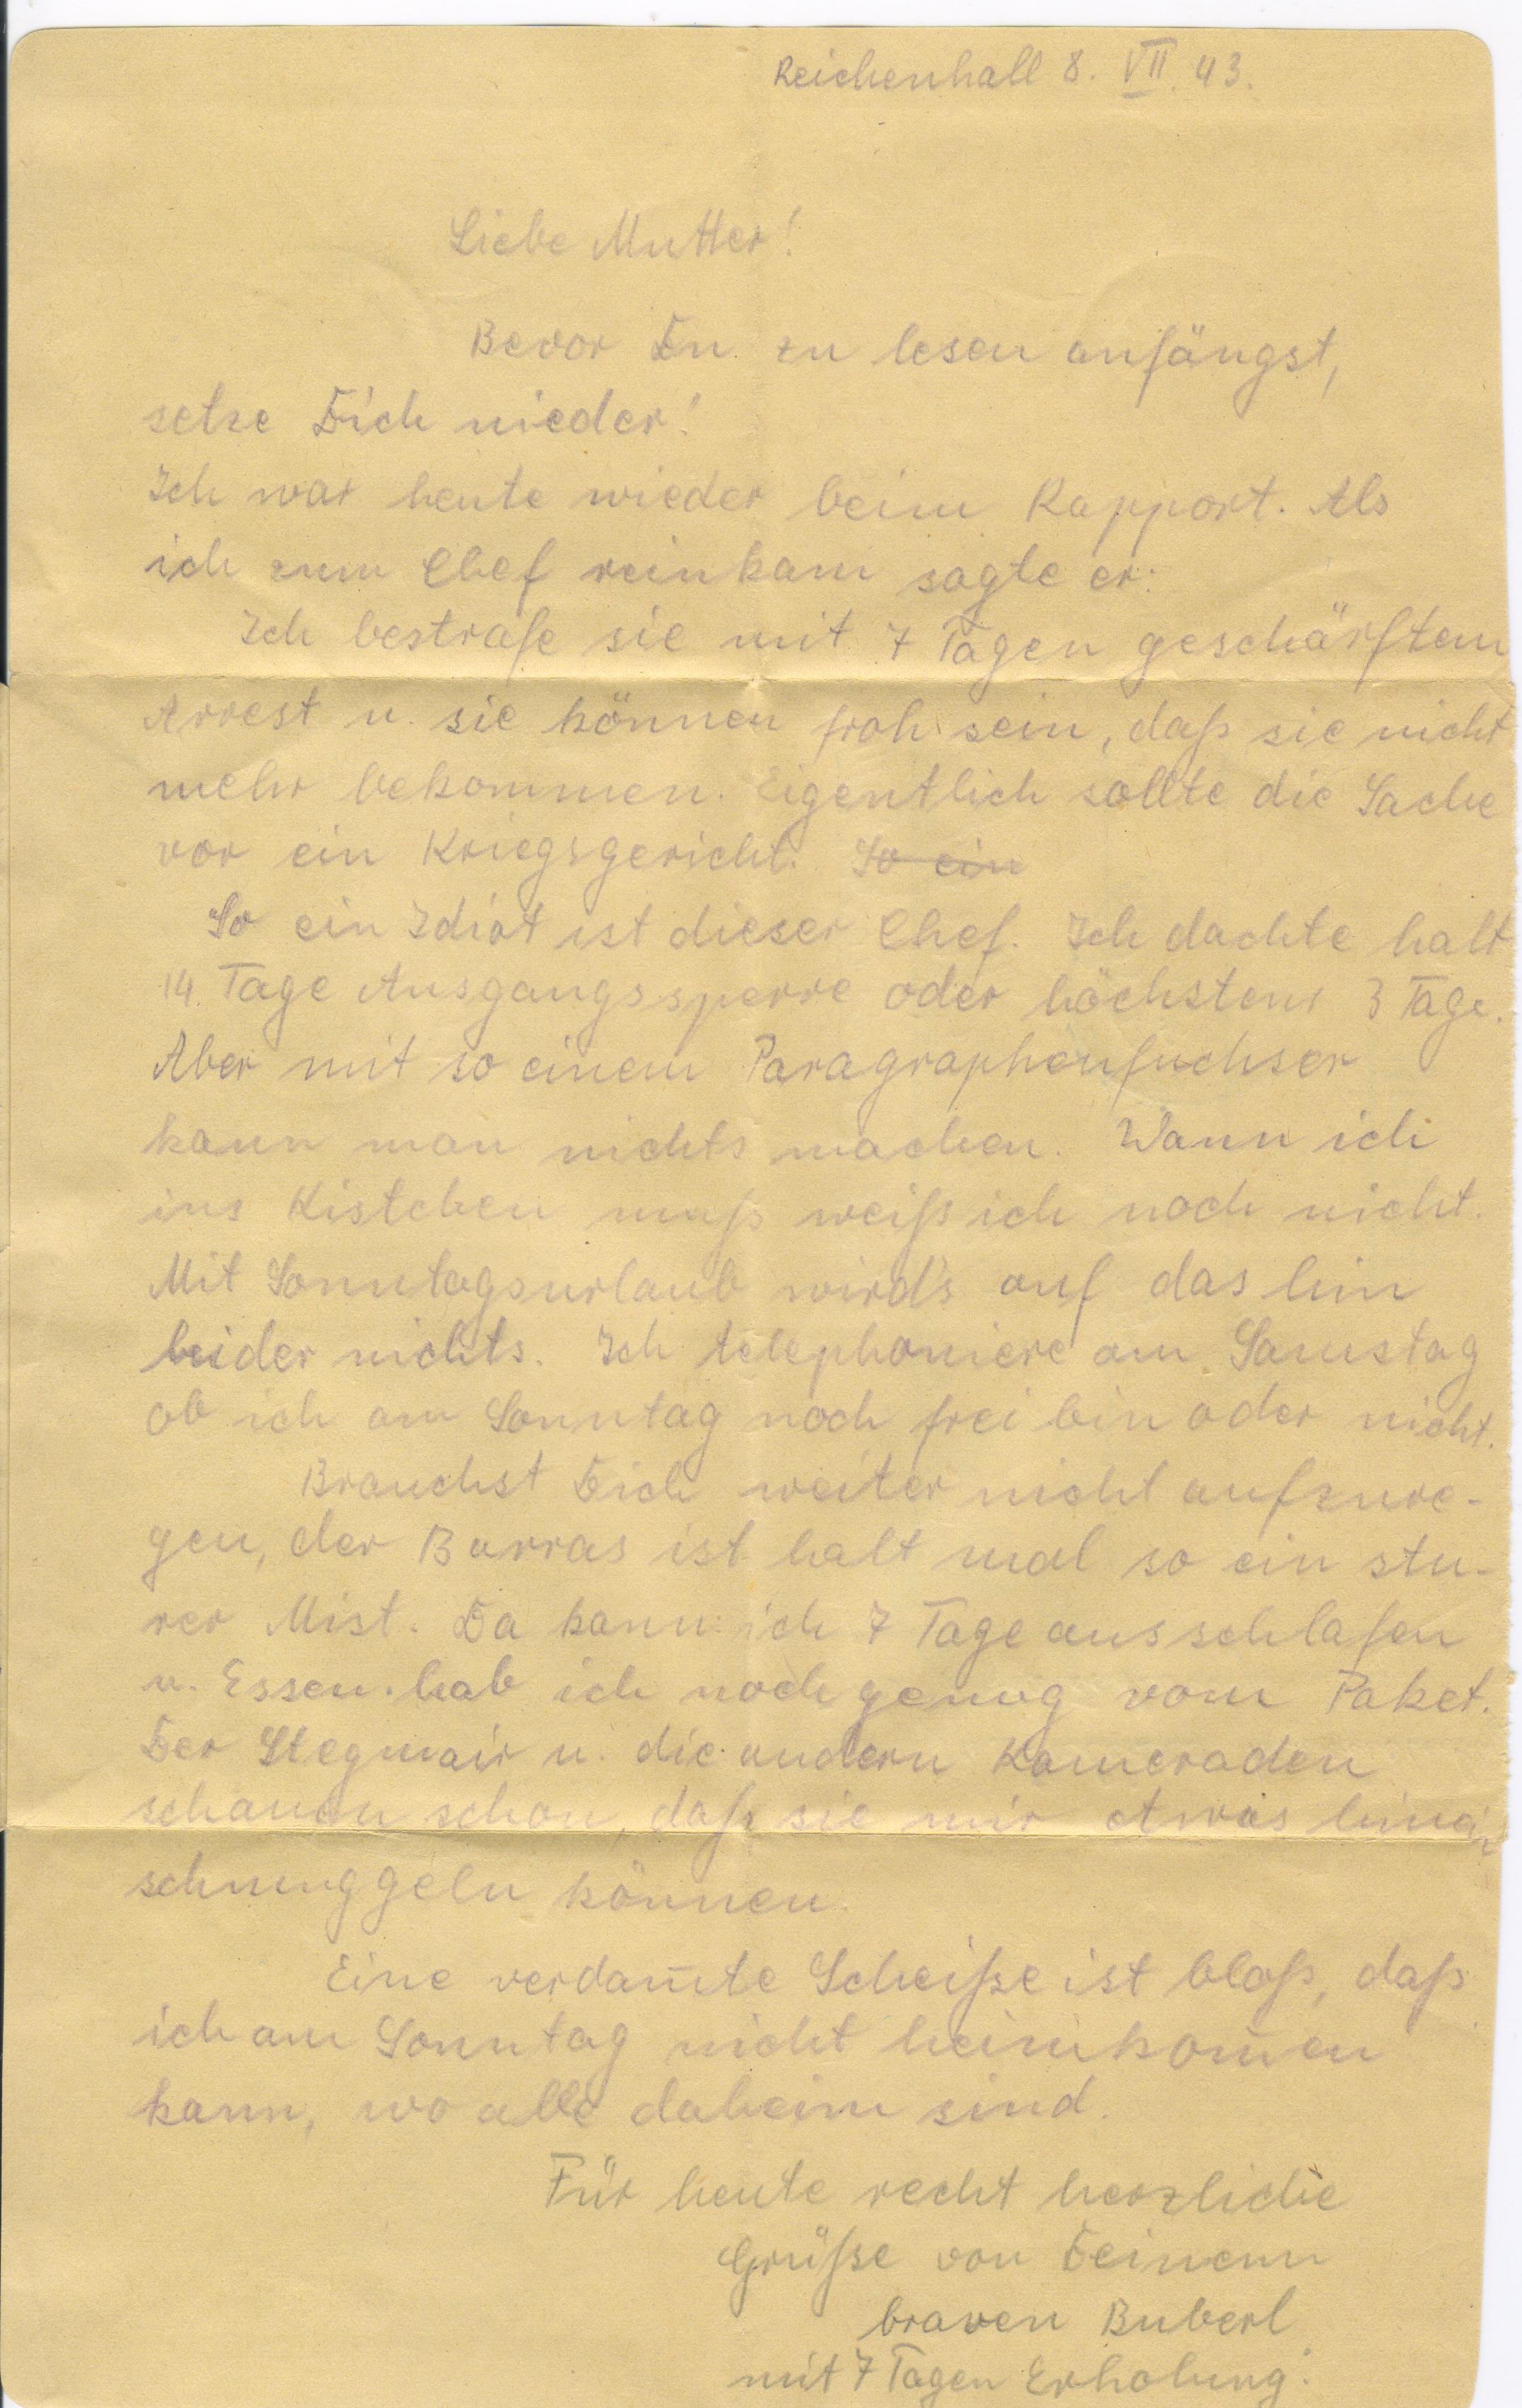 Reichenhall 8. VII. 43.
Liebe Mutter!
Bevor Du zu lesen anfängst,
setze Dich nieder!
Ich war heute wieder beim Rapport. Als
ich zum Chef reinkam sagte er:
Ich bestrafe sie mit 7 Tagen geschärftem
Arrest u. sie können froh sein, daß sie nicht
mehr bekommen. Eigentlich sollte die Sache
vor ein Kriegsgericht. So ein
So ein Idiot ist dieser Chef. Ich dachte halt
14 Tage Ausgangssperre oder höchstens 3 Tage.
Aber mit so einem Paragraphenfuchser
kann man nichts machen. Wann ich
ins Kistchen muß weiß ich noch nicht.
Mit Sonntagsurlaub wird's auf das hin
leider nichts. Ich telephoniere am Samstag
ob ich am Sonntag noch frei bin oder nicht.
Brauchst Dich weiter nicht aufzure-
gen, der Barras ist halt mal so ein stu-
rer Mist. Da kann ich 7 Tage ausschlafen
u. Essen hab ich noch genug vom Paket.
Der Stegmair u. die andern Kameraden
schauen schon, daß sie mir etwas hinein
schmuggeln können.
Eine verdam̅te Scheiße ist bloß, daß
ich am Sonntag nicht heimkom̅en
kann, wo alle daheim sind.
Für heute recht herzliche
Grüße von Deinem
braven Buberl
mit 7 Tagen Erholung.